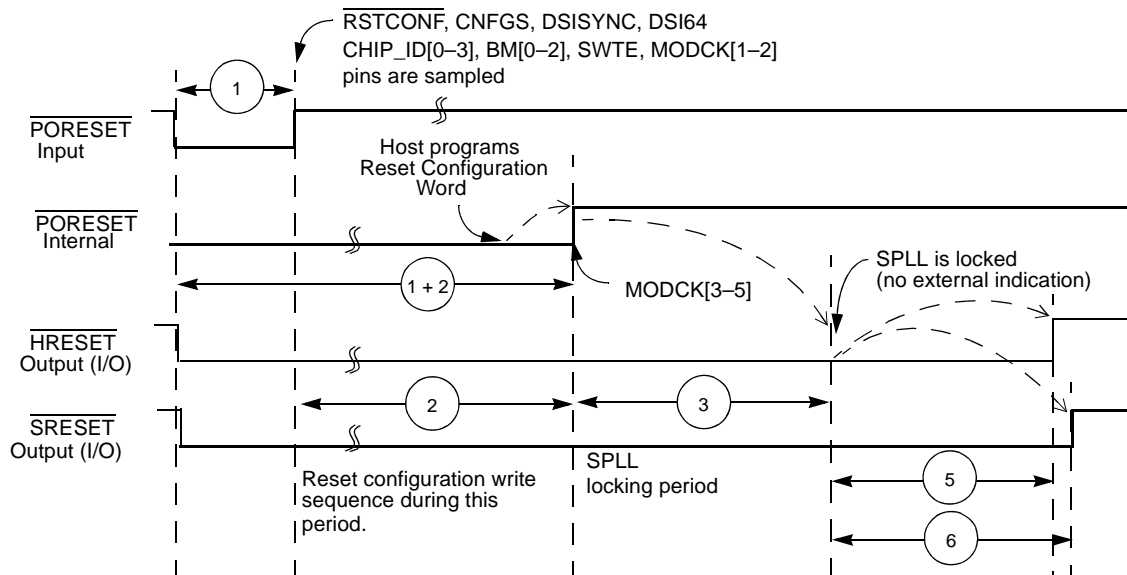 RSTCONF, CNFGS, DSISYNC, DSI64
CHIP_ID[0–3], BM[0–2], SWTE, MODCK[1–2]
pins are sampled
1
PORESET
Input
Host programs
Reset Configuration
Word
PORESET
Internal
SPLL is locked
(no external indication)
1 + 2
MODCK[3–5]
HRESET
Output (I/O)
2
3
SRESET
Output (I/O)
Reset configuration write
sequence during this
period.
SPLL
locking period
5
6